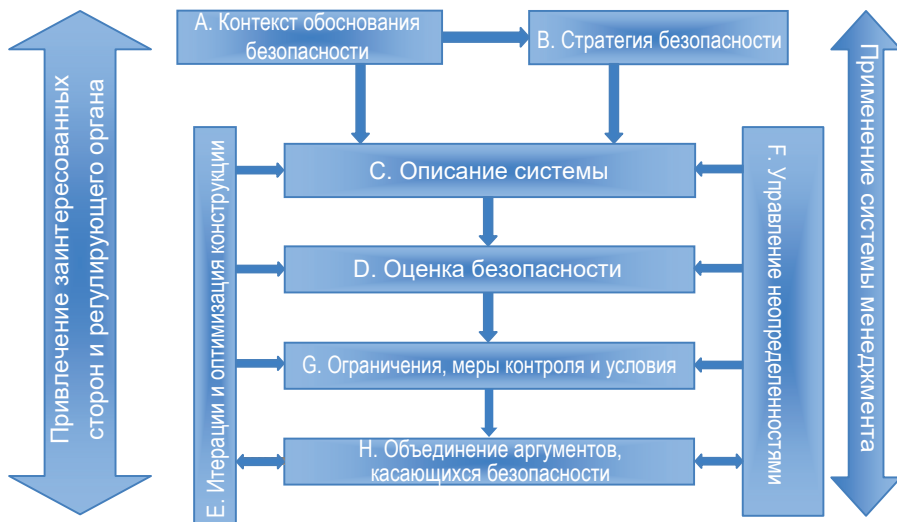 A. Контекст обоснования
безопасности
B. Стратегия безопасности
Привлечение заинтересованных
сторон и регулирующего органа
E. Итерации и оптимизация конструкции
C. Описание системы
D. Оценка безопасности
G. Ограничения, меры контроля и условия
H. Объединение аргументов,
касающихся безопасности
F. Управление неопределенностями
Применение системы менеджмента